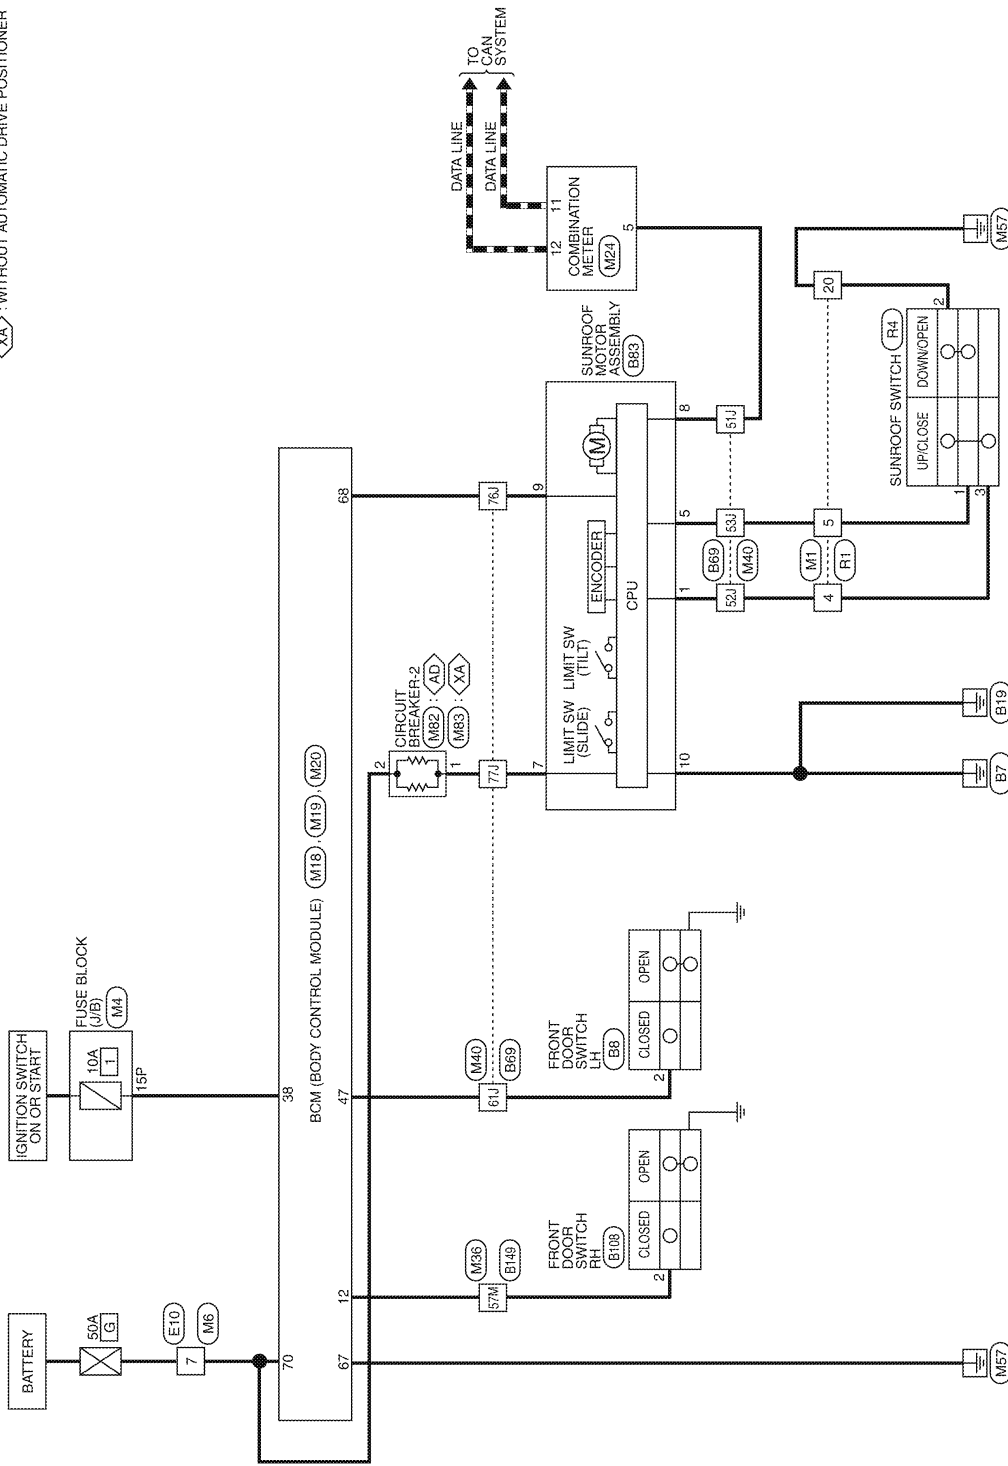 XA : WITHOUT AUTOMATIC DRIVE POSITIONER
BATTERY
50A
G
7
E10
M6
IGNITION SWITCH
ON OR START
FUSE BLOCK
(J/B)
M4
10A
1
15P
70
38
BCM (BODY CONTROL MODULE) M18 , M19 , M20
67
12
47
68
CIRCUIT
BREAKER-2
M82 : AD
M83 : XA
2
1
57M
M36
B149
61J
M40
B69
77J
76J
FRONT
DOOR
SWITCH
RH
B108
CLOSED
OPEN
2
FRONT
DOOR
SWITCH
LH
B8
CLOSED
OPEN
2
7
9
SUNROOF
MOTOR
ASSEMBLY
B83
LIMIT SW
(SLIDE)
LIMIT SW
(TILT)
ENCODER
M
CPU
10
1
5
8
52J
B69
M40
53J
51J
4
M1
R1
5
20
TO
CAN
SYSTEM
DATA LINE
DATA LINE
12
11
COMBINATION
METER
M24
5
SUNROOF SWITCH R4
UP/CLOSE
DOWN/OPEN
1
3
2
M57
B7
B19
M57